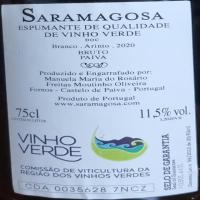 SARAMAGOSA
ESPUMANTE DE QUALIDADE
DE VINHO VERDE
DOC
Branco . Arinto . 2020
BRUTO
PAIVA
Produzido e Engarrafado por:
Manuela Maria do Rosário
Freitas Moutinho Oliveira
Fornos - Castelo de Paiva - Portugal
Produto de Portugal
www.saramagosa.com
75cl
11,5% vol.
VINHO
VERDE
COMISSÃO DE VITICULTURA DA
REGIÃO DOS VINHOS VERDES
CDA 0035628 7NCZ
SELO DE GARANTIA